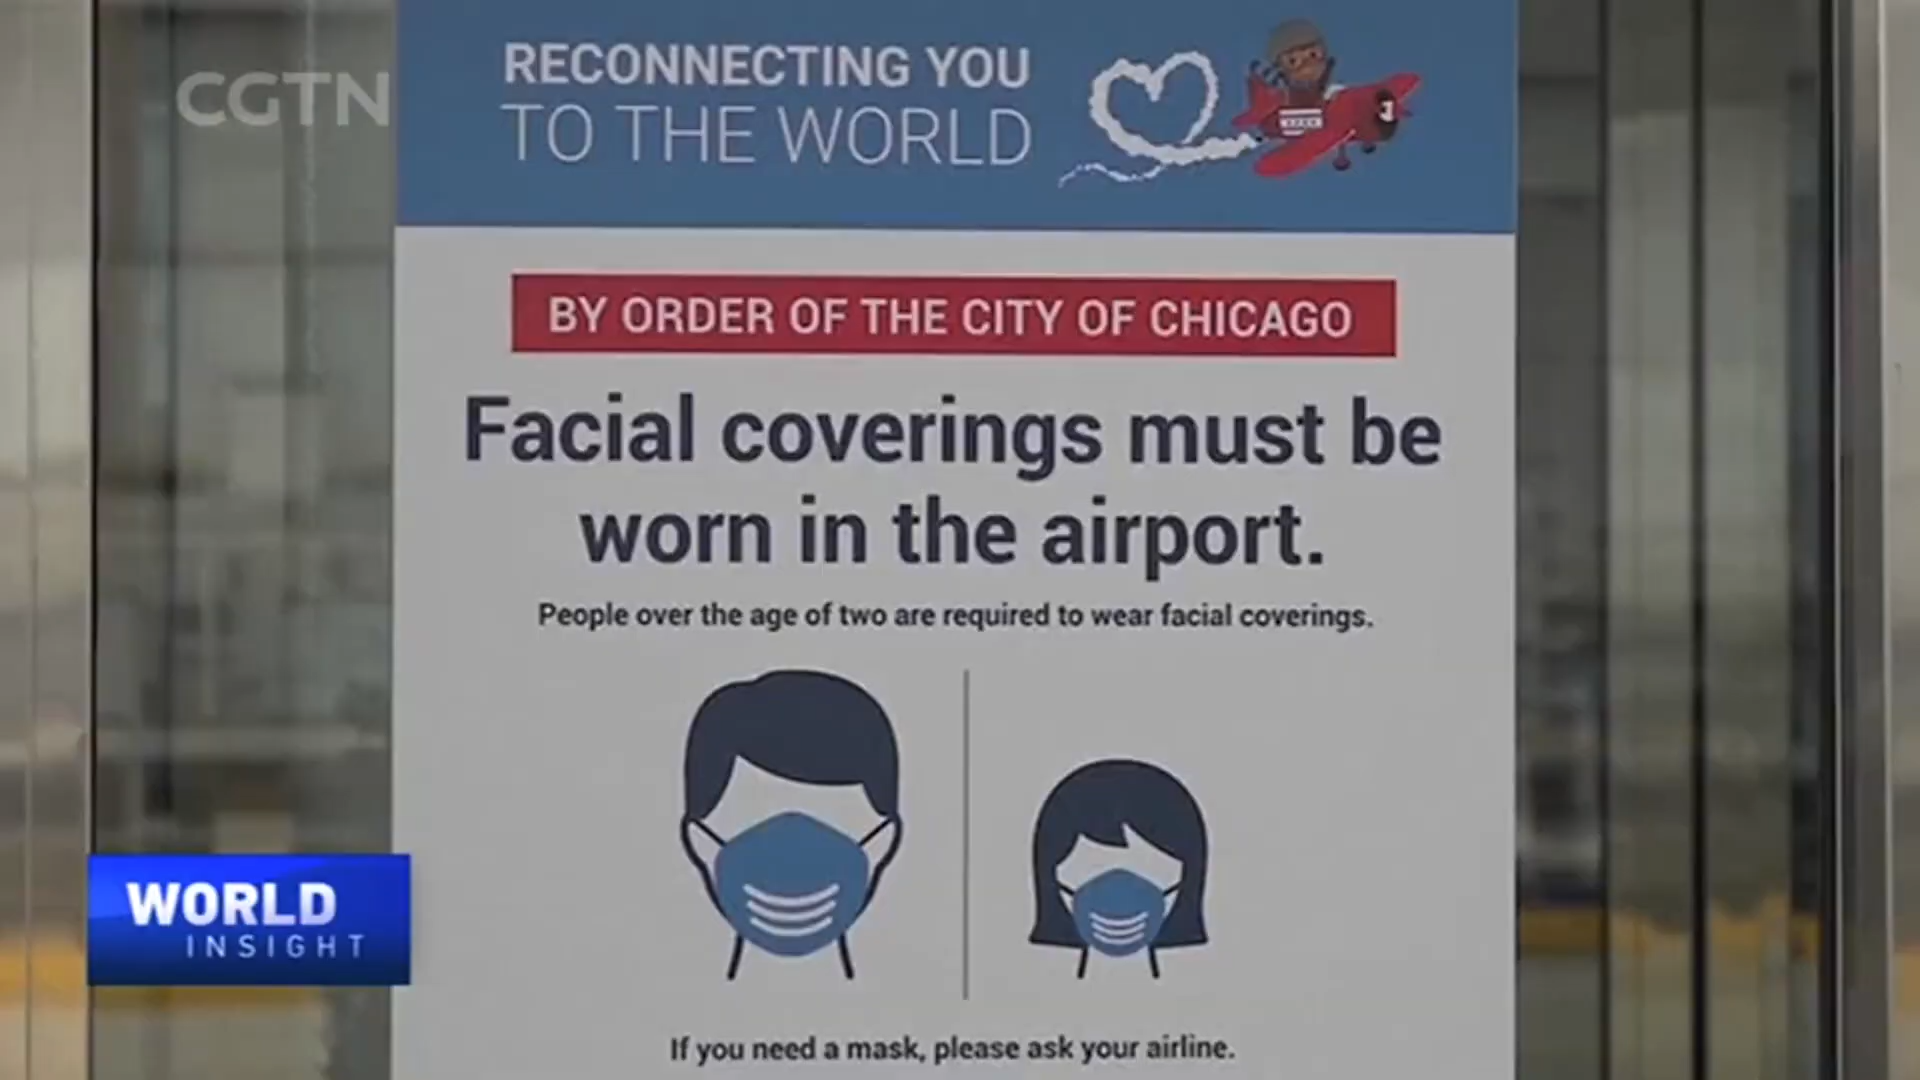 CGTN
RECONNECTING YOU
TO THE WORLD
BY ORDER OF THE CITY OF CHICAGO
Facial coverings must be
worn in the airport.
People over the age of two are required to wear facial coverings.
If you need a mask, please ask your airline.
WORLD
INSIGHT